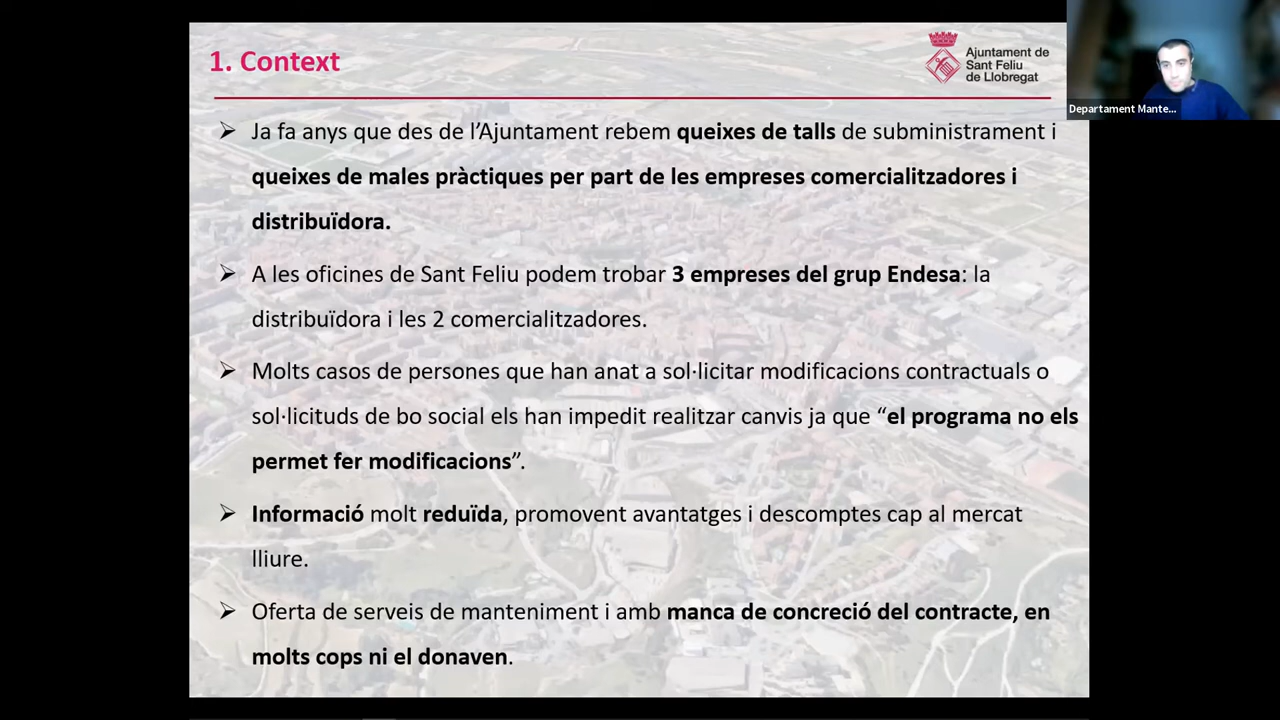 1. Context
Ajuntament de
Sant Feliu
de Llobregat
Departament Mante...
➢ Ja fa anys que des de l’Ajuntament rebem queixes de talls de subministrament i
queixes de males pràctiques per part de les empreses comercialitzadores i
distribuïdora.
➢ A les oficines de Sant Feliu podem trobar 3 empreses del grup Endesa: la
distribuïdora i les 2 comercialitzadores.
➢ Molts casos de persones que han anat a sol·licitar modificacions contractuals o
sol·licituds de bo social els han impedit realitzar canvis ja que “el programa no els
permet fer modificacions”.
➢ Informació molt reduïda, promovent avantatges i descomptes cap al mercat
lliure.
➢ Oferta de serveis de manteniment i amb manca de concreció del contracte, en
molts cops ni el donaven.